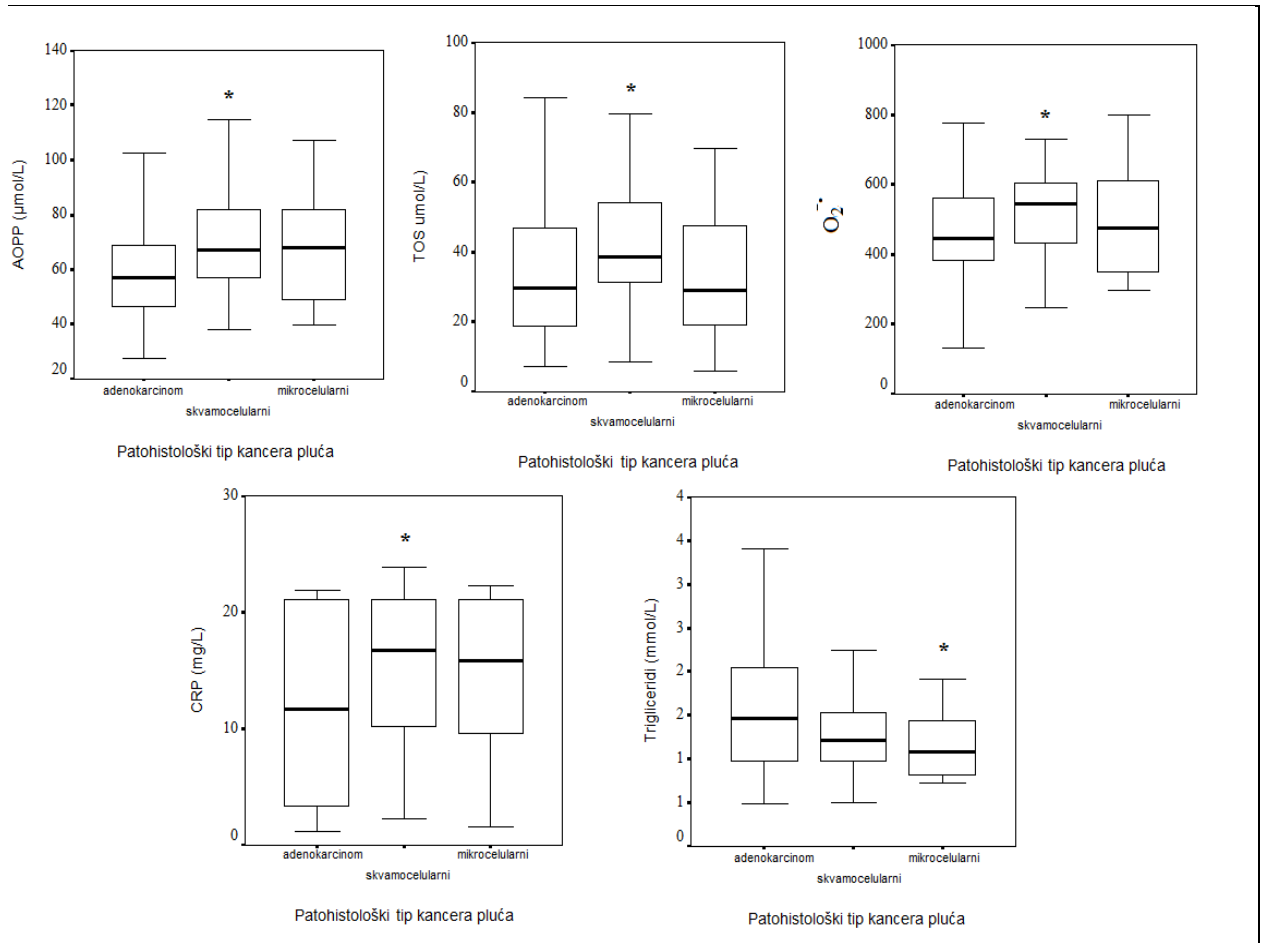 AOPP (µmol/L)
140
120
100
80
60
40
20
*
adenokarcinom
mikrocelularni
skvamocelularni
Patohistološki tip kancera pluća
TOS umol/L)
100
80
60
40
20
0
*
adenokarcinom
mikrocelularni
skvamocelularni
Patohistološki tip kancera pluća
O₂⁻·
1000
800
600
400
200
0
*
adenokarcinom
mikrocelularni
skvamocelularni
Patohistološki tip kancera pluća
CRP (mg/L)
30
20
10
0
*
adenokarcinom
mikrocelularni
skvamocelularni
Patohistološki tip kancera pluća
Trigliceridi (mmol/L)
4
4
3
3
2
2
1
1
0
*
adenokarcinom
mikrocelularni
skvamocelularni
Patohistološki tip kancera pluća